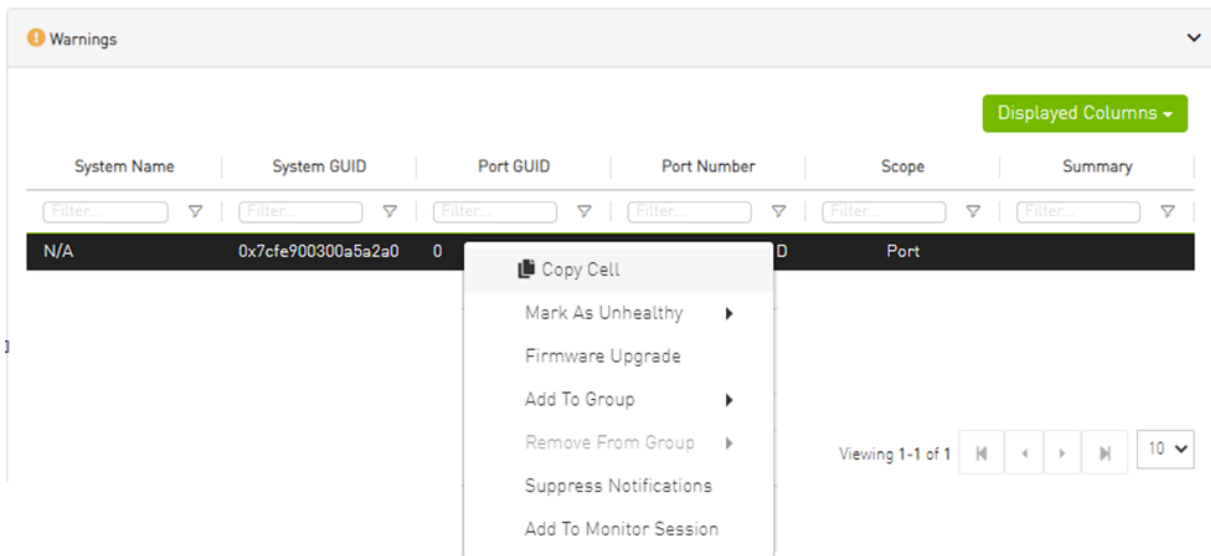 Warnings
Displayed Columns
System Name System GUID Port GUID Port Number Scope Summary
Filter... Filter... Filter... Filter... Filter... Filter...
N/A 0x7cfe900300a5a2a0 0 D Port
Copy Cell
Mark As Unhealthy
Firmware Upgrade
Add To Group
Remove From Group
Viewing 1-1 of 1 10
Suppress Notifications
Add To Monitor Session